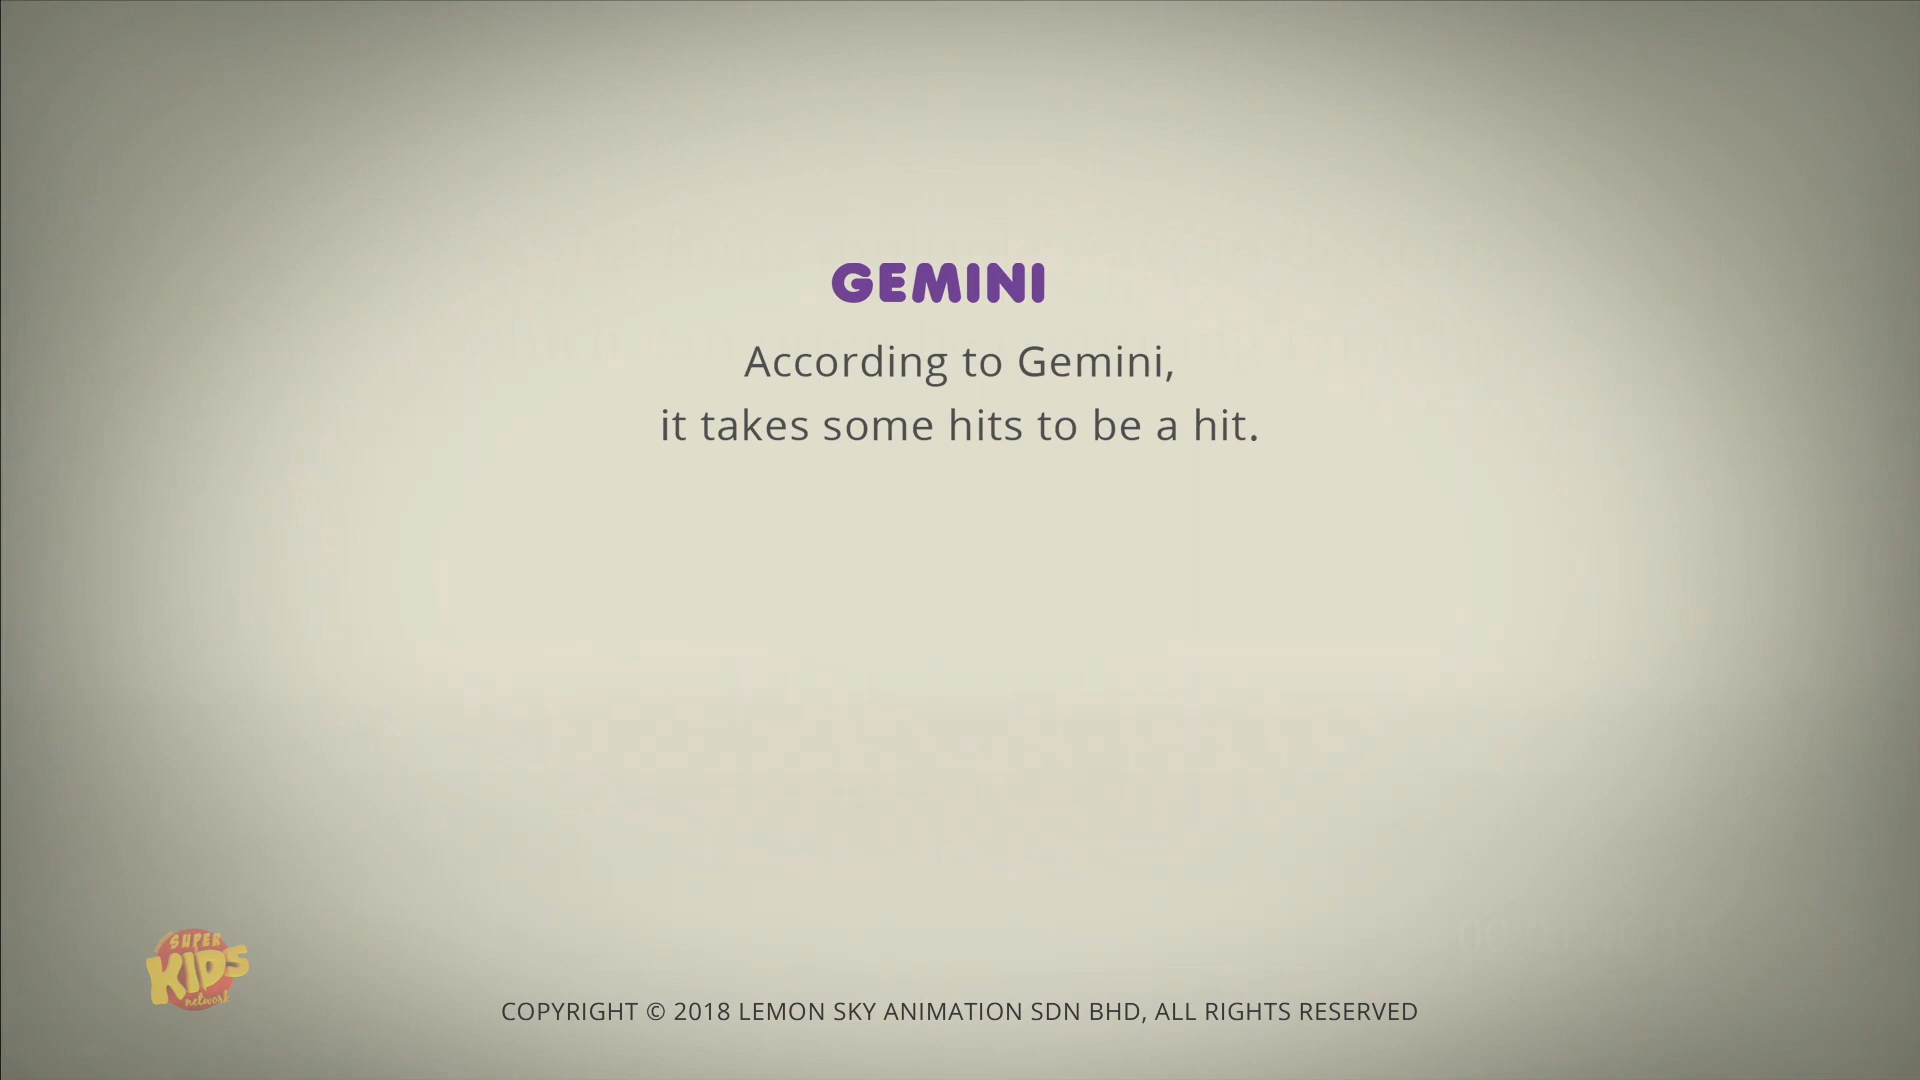 GEMINI
According to Gemini,
it takes some hits to be a hit.
SUPER
KIDS
network
COPYRIGHT © 2018 LEMON SKY ANIMATION SDN BHD, ALL RIGHTS RESERVED